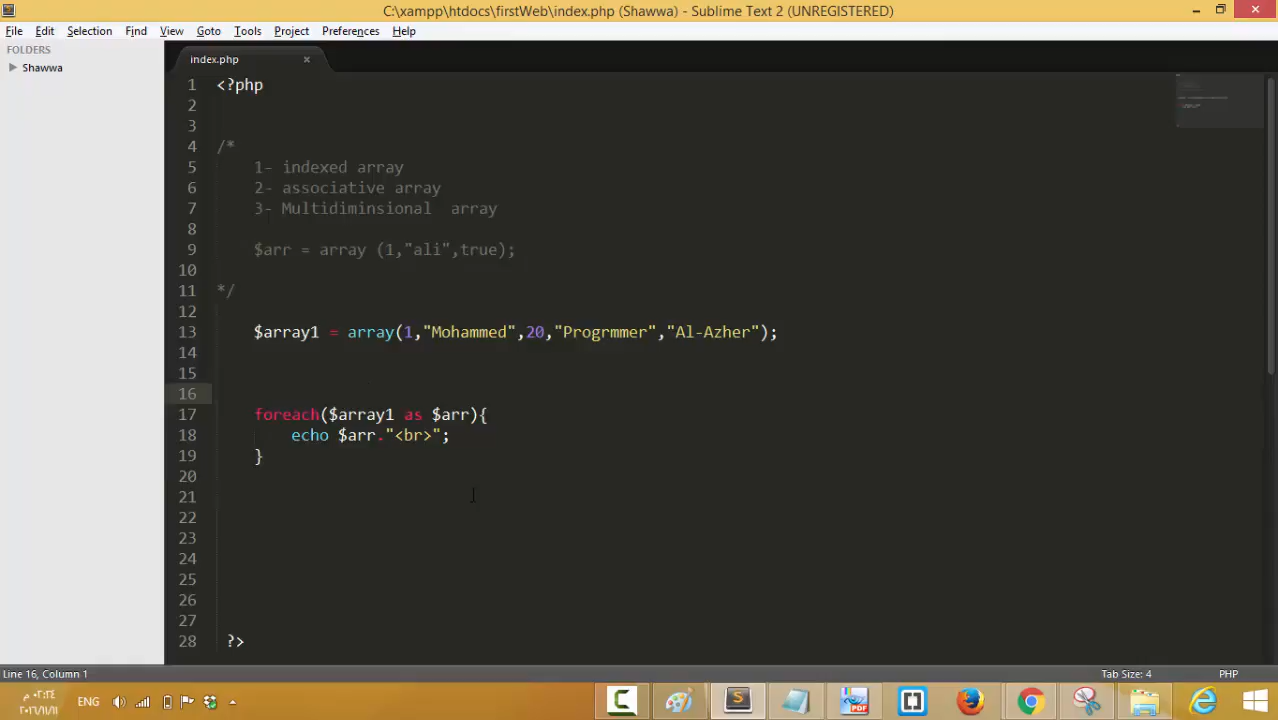 C:\xampp\htdocs\firstWeb\index.php (Shawwa) - Sublime Text 2 (UNREGISTERED)
File Edit Selection Find View Goto Tools Project Preferences Help
FOLDERS
Shawwa
index.php
1 <?php
2
3
4 /*
5 1- indexed array
6 2- associative array
7 3- Multidiminsional array
8
9 $arr = array (1,"ali",true);
10
11 */
12
13 $array1 = array(1,"Mohammed",20,"Progrmmer","Al-Azher");
14
15
16
17 foreach($array1 as $arr){
18 echo $arr."<br>";
19 }
20
21
22
23
24
25
26
27
28 ?>
Line 16, Column 1
Tab Size: 4
PHP
٠٢:٢٤ م
ENG
PDF